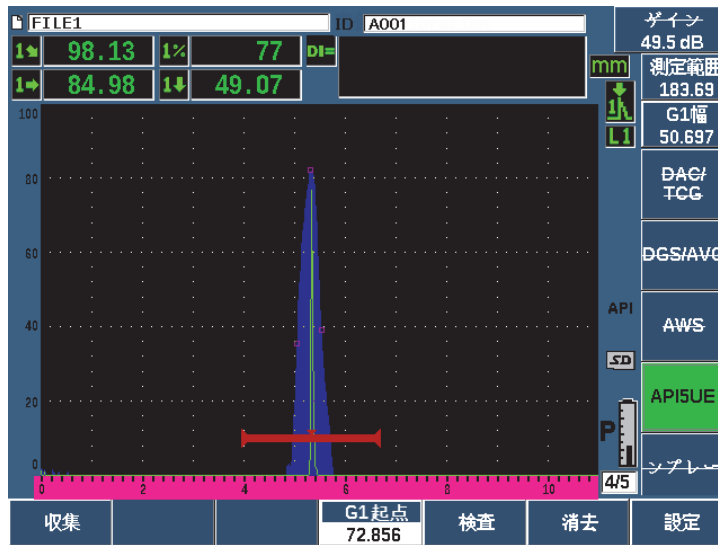 FILE1 ID A001
1 98.13 1% 77 DI=
1 84.98 1 49.07 mm
1
L1
ゲイン
49.5 dB
測定範囲
183.69
G1幅
50.697
DAC/
TCG
DGS/AVG
AWS
API5UE
ンプレー
API
SD
P
4/5
100
80
60
40
20
0
0 2 4 6 8 10
収集 G1起点 検査 消去 設定
72.856